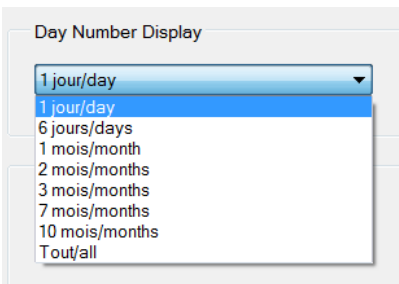 Day Number Display
1 jour/day
1 jour/day
6 jours/days
1 mois/month
2 mois/months
3 mois/months
7 mois/months
10 mois/months
Tout/all